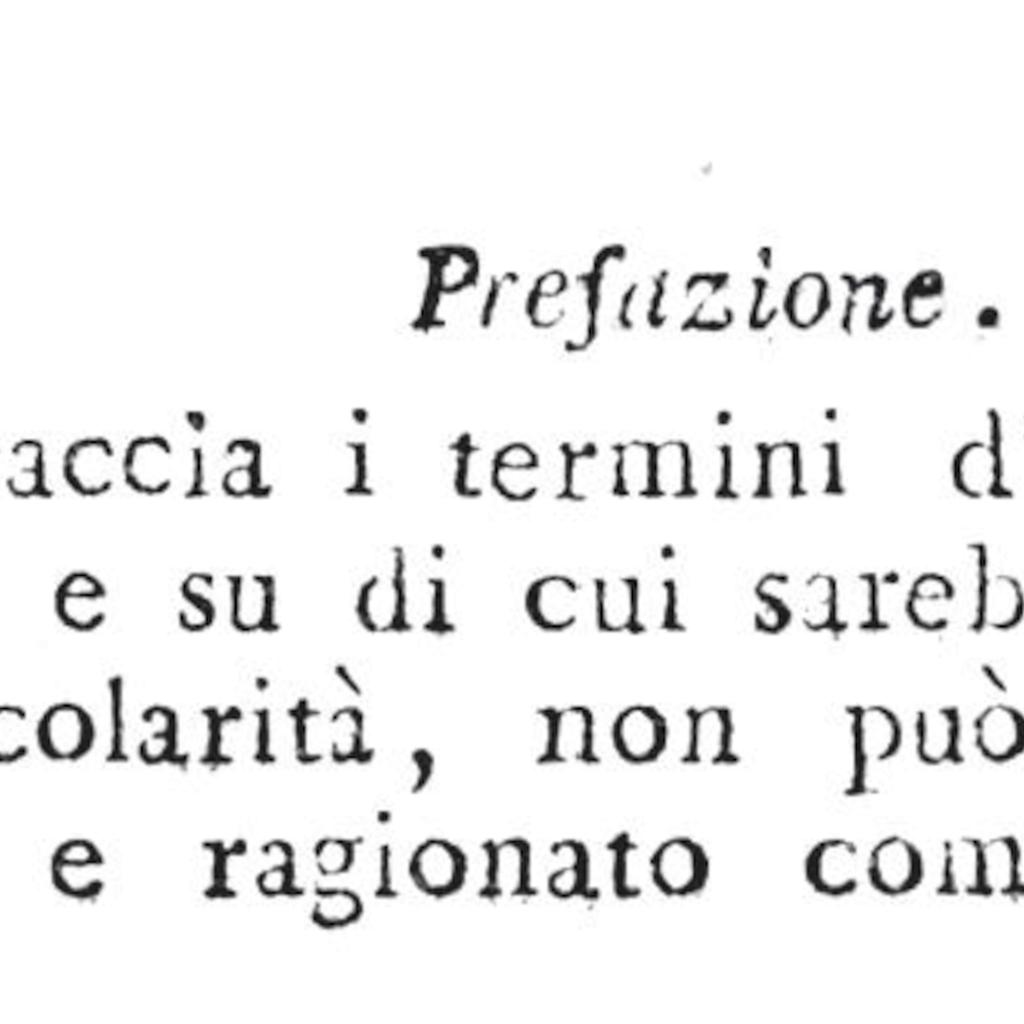 Prefazione.
accia i termini d
e su di cui sareb
colarità, non può
e ragionato com